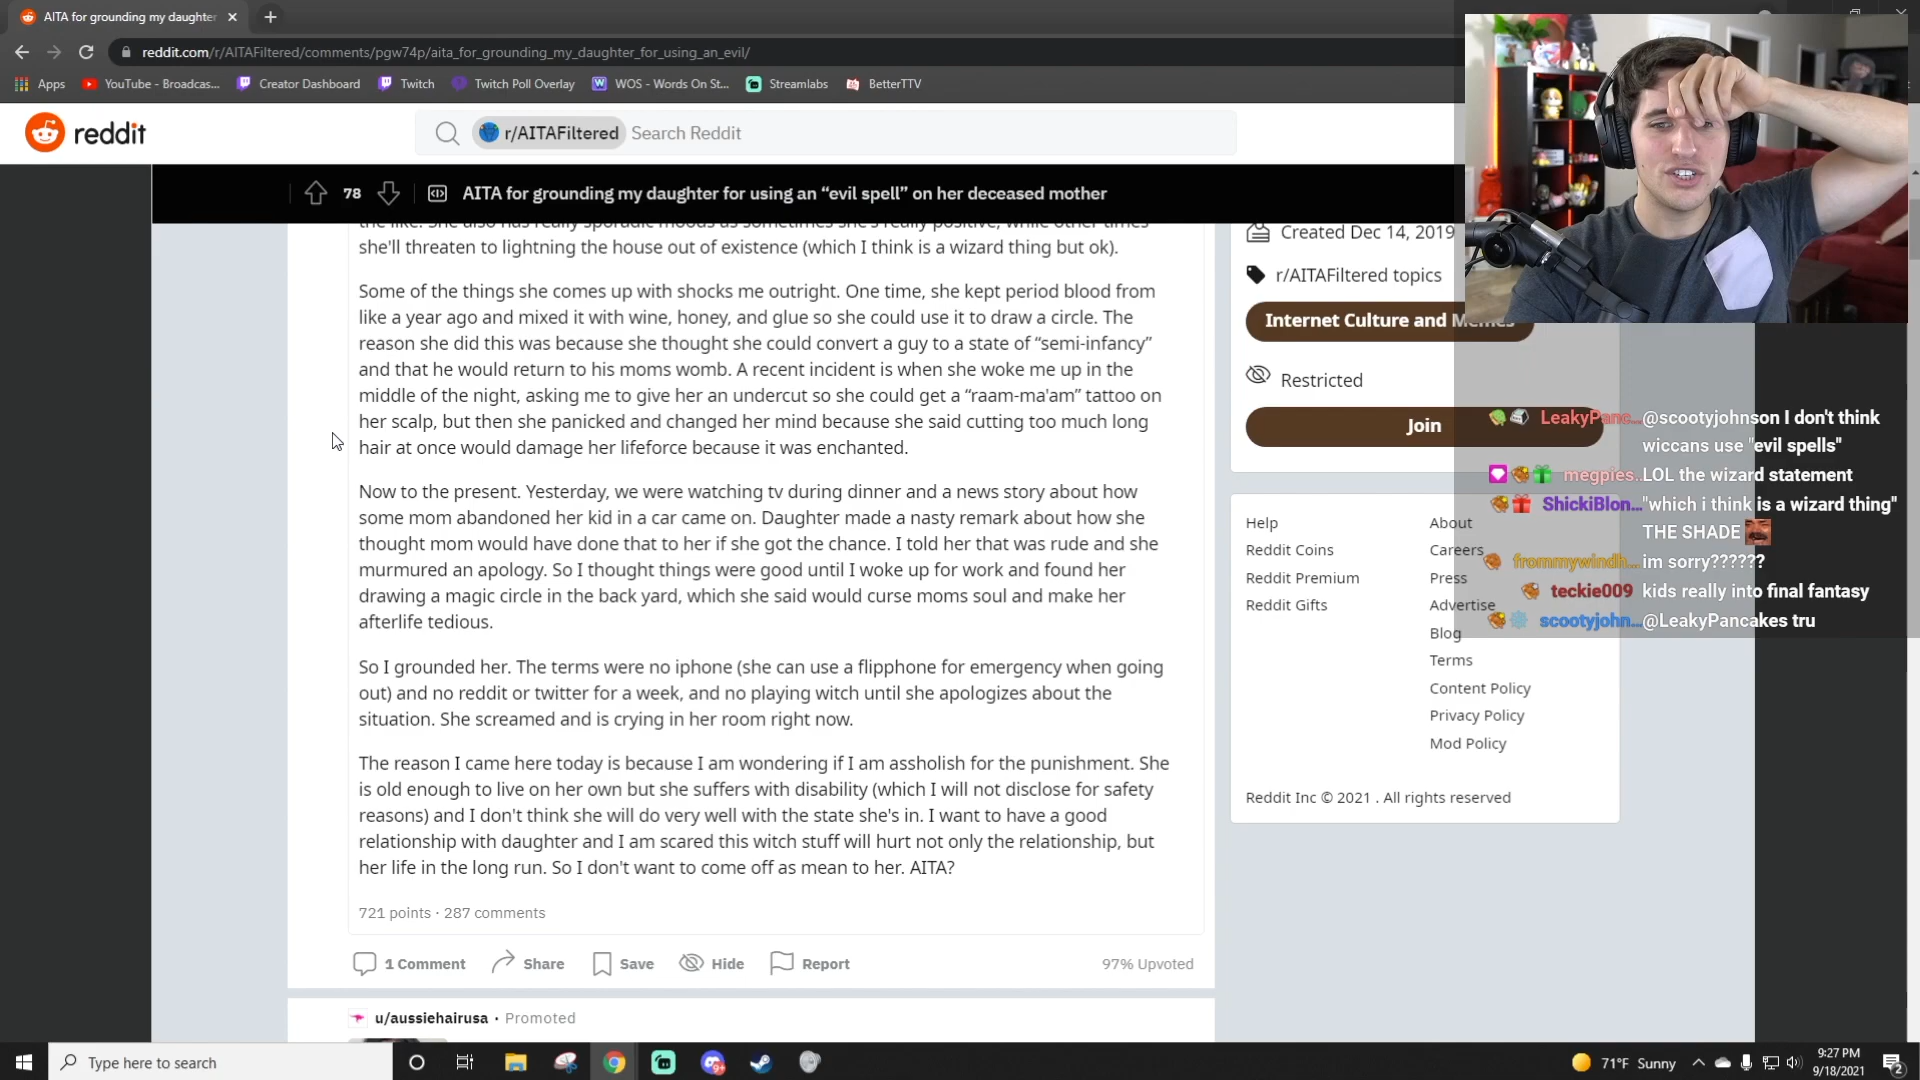 AITA for grounding my daughter
reddit.com/r/AITAFiltered/comments/pgw74p/aita_for_grounding_my_daughter_for_using_an_evil/
Apps YouTube - Broadcas... Creator Dashboard Twitch Twitch Poll Overlay WOS - Words On St... Streamlabs BetterTTV
reddit r/AITAFiltered Search Reddit
78 AITA for grounding my daughter for using an “evil spell” on her deceased mother
the like. She also has really sporadic moods as sometimes she's really positive, while other times
she'll threaten to lightning the house out of existence (which I think is a wizard thing but ok).
Some of the things she comes up with shocks me outright. One time, she kept period blood from
like a year ago and mixed it with wine, honey, and glue so she could use it to draw a circle. The
reason she did this was because she thought she could convert a guy to a state of “semi-infancy”
and that he would return to his moms womb. A recent incident is when she woke me up in the
middle of the night, asking me to give her an undercut so she could get a “raam-ma'am” tattoo on
her scalp, but then she panicked and changed her mind because she said cutting too much long
hair at once would damage her lifeforce because it was enchanted.
Now to the present. Yesterday, we were watching tv during dinner and a news story about how
some mom abandoned her kid in a car came on. Daughter made a nasty remark about how she
thought mom would have done that to her if she got the chance. I told her that was rude and she
murmured an apology. So I thought things were good until I woke up for work and found her
drawing a magic circle in the back yard, which she said would curse moms soul and make her
afterlife tedious.
So I grounded her. The terms were no iphone (she can use a flipphone for emergency when going
out) and no reddit or twitter for a week, and no playing witch until she apologizes about the
situation. She screamed and is crying in her room right now.
The reason I came here today is because I am wondering if I am assholish for the punishment. She
is old enough to live on her own but she suffers with disability (which I will not disclose for safety
reasons) and I don't think she will do very well with the state she's in. I want to have a good
relationship with daughter and I am scared this witch stuff will hurt not only the relationship, but
her life in the long run. So I don't want to come off as mean to her. AITA?
721 points · 287 comments
1 Comment Share Save Hide Report 97% Upvoted
u/aussiehairusa · Promoted
Created Dec 14, 2019
r/AITAFiltered topics
Internet Culture and Memes
Restricted
Join
Help About
Reddit Coins Careers
Reddit Premium Press
Reddit Gifts Advertise
Blog
Terms
Content Policy
Privacy Policy
Mod Policy
Reddit Inc © 2021 . All rights reserved
LeakyPanc... @scootyjohnson I don't think
wiccans use "evil spells"
megpies... LOL the wizard statement
ShickiBlon... "which i think is a wizard thing"
THE SHADE
frommywindh... im sorry??????
teckie009 kids really into final fantasy
scootyjohn... @LeakyPancakes tru
Type here to search
71°F Sunny
9:27 PM
9/18/2021
2